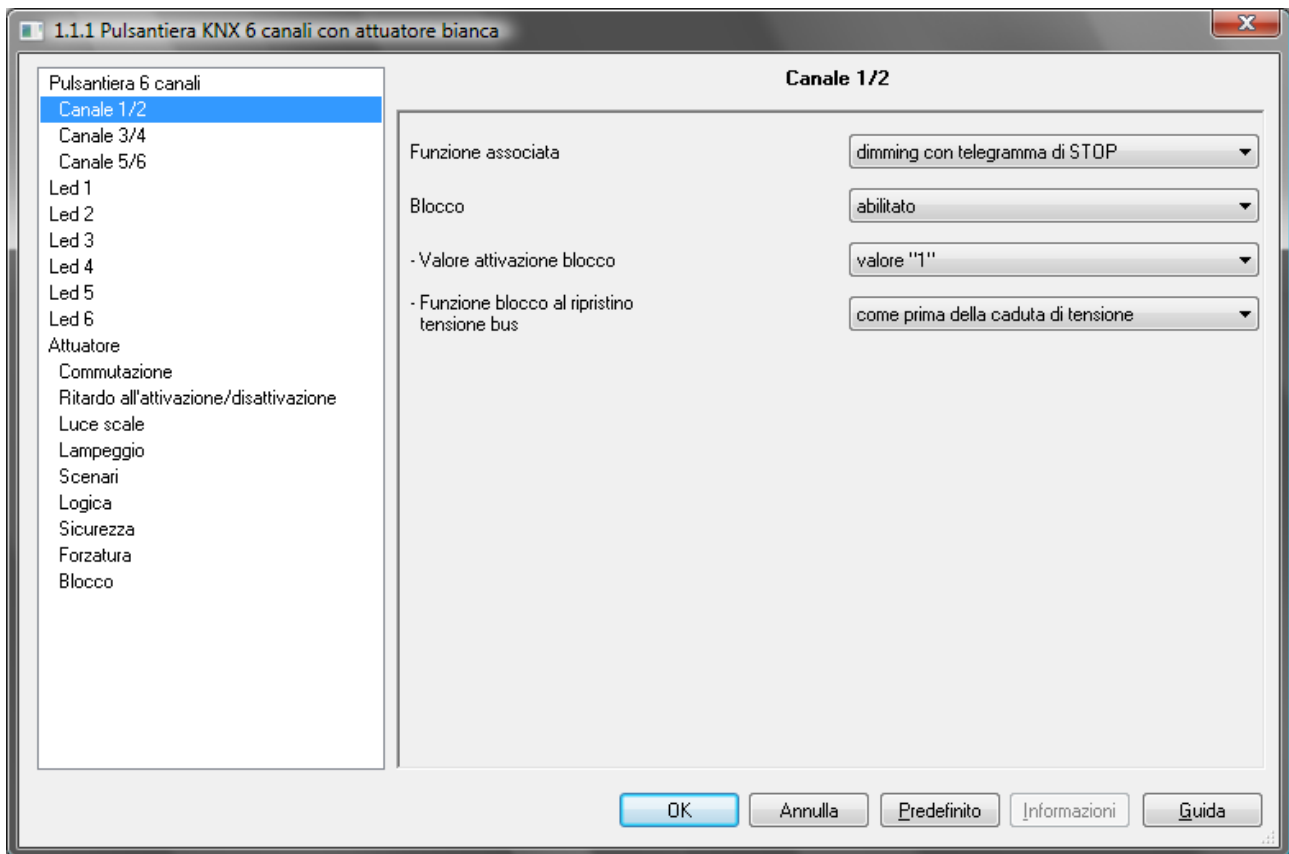 1.1.1 Pulsantiera KNX 6 canali con attuatore bianca
Pulsantiera 6 canali
Canale 1/2
Canale 3/4
Canale 5/6
Led 1
Led 2
Led 3
Led 4
Led 5
Led 6
Attuatore
Commutazione
Ritardo all'attivazione/disattivazione
Luce scale
Lampeggio
Scenari
Logica
Sicurezza
Forzatura
Blocco
Canale 1/2
Funzione associata
dimming con telegramma di STOP
Blocco
abilitato
- Valore attivazione blocco
valore "1"
- Funzione blocco al ripristino
tensione bus
come prima della caduta di tensione
OK
Annulla
Predefinito
Informazioni
Guida